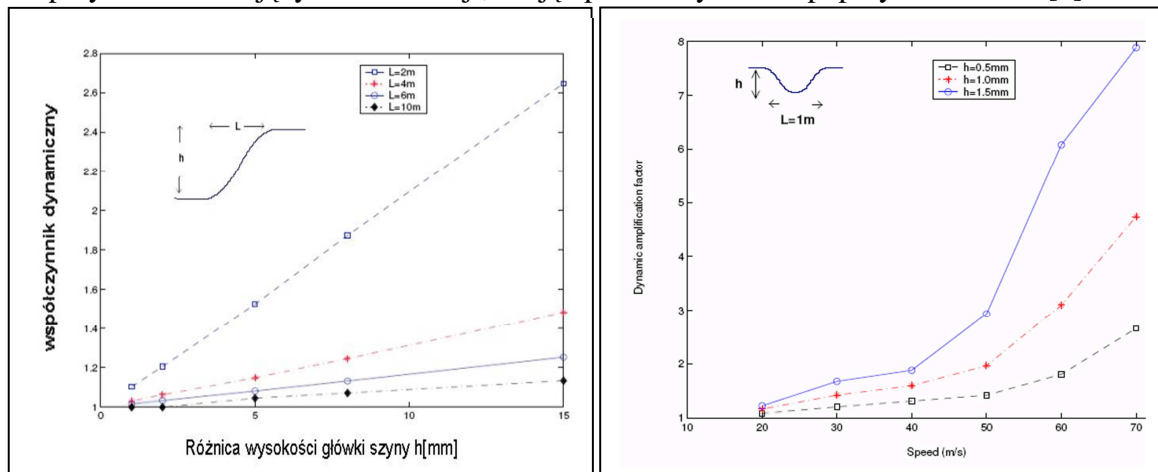 2.8
2.6
2.4
2.2
2
1.8
1.6
1.4
1.2
1
współczynnik dynamiczny
L=2m
L=4m
L=6m
L=10m
L
h
0 5 10 15
Różnica wysokości główki szyny h[mm]
8
7
6
5
4
3
2
1
Dynamic amplification factor
h
L=1m
h=0.5mm
h=1.0mm
h=1.5mm
10 20 30 40 50 60 70
Speed (m/s)